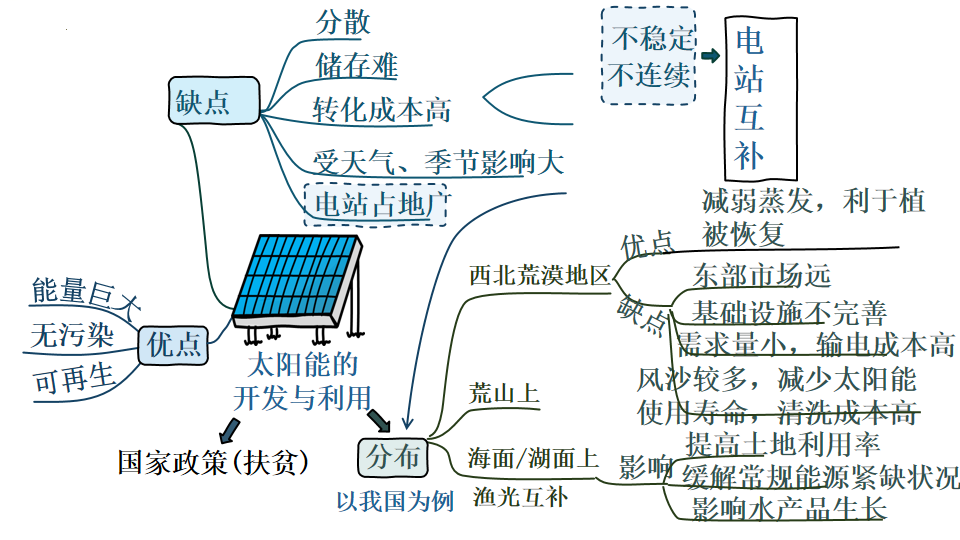 分散
储存难
缺点
转化成本高
受天气、季节影响大
电站占地广
不稳定
不连续
电
站
互
补
能量巨大
无污染
可再生
优点
太阳能的
开发与利用
国家政策(扶贫)
分布
以我国为例
西北荒漠地区
优点
减弱蒸发，利于植
被恢复
缺点
东部市场远
基础设施不完善
需求量小，输电成本高
风沙较多，减少太阳能
使用寿命，清洗成本高
荒山上
海面/湖面上
渔光互补
影响
提高土地利用率
缓解常规能源紧缺状况
影响水产品生长